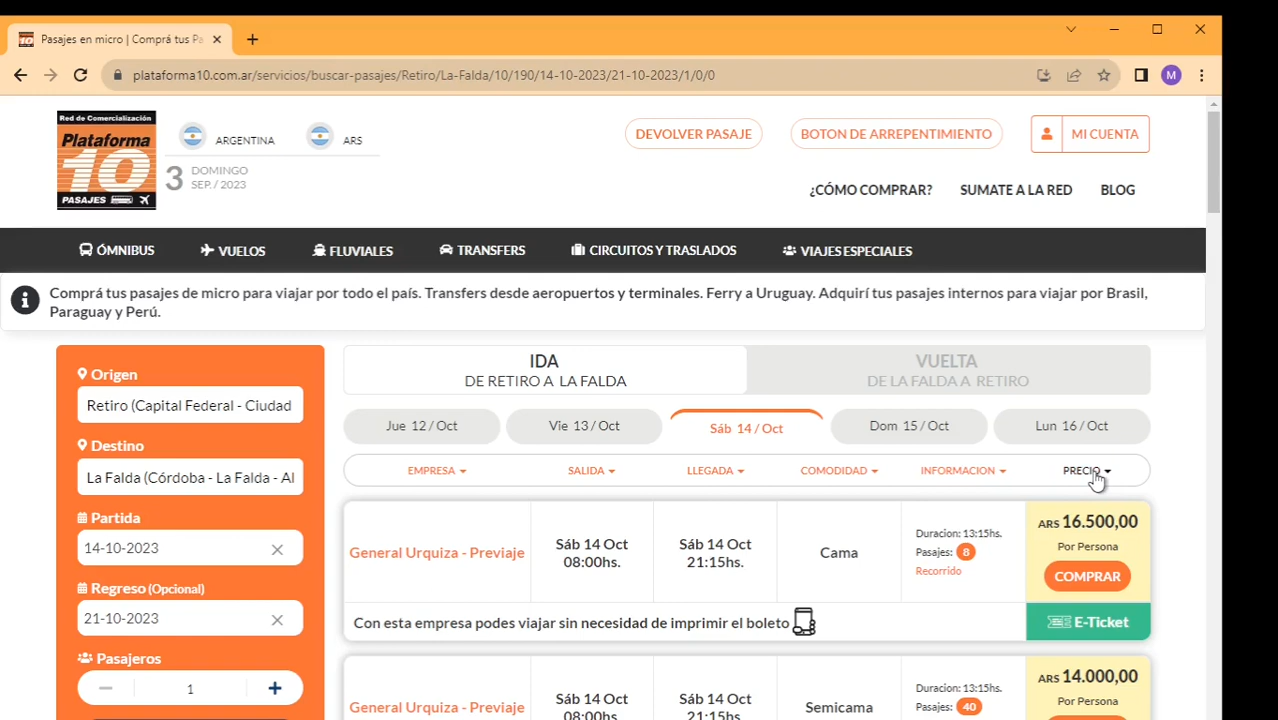 Pasajes en micro | Comprá tus Pa
plataforma10.com.ar/servicios/buscar-pasajes/Retiro/La-Falda/10/190/14-10-2023/21-10-2023/1/0/0
M
Red de Comercialización
Plataforma
10
PASAJES
ARGENTINA
ARS
3
DOMINGO
SEP. / 2023
DEVOLVER PASAJE
BOTON DE ARREPENTIMIENTO
MI CUENTA
¿CÓMO COMPRAR?
SUMATE A LA RED
BLOG
ÓMNIBUS
VUELOS
FLUVIALES
TRANSFERS
CIRCUITOS Y TRASLADOS
VIAJES ESPECIALES
Comprá tus pasajes de micro para viajar por todo el país. Transfers desde aeropuertos y terminales. Ferry a Uruguay. Adquirí tus pasajes internos para viajar por Brasil,
Paraguay y Perú.
Origen
Retiro (Capital Federal - Ciudad
Destino
La Falda (Córdoba - La Falda - Al
Partida
14-10-2023
Regreso (Opcional)
21-10-2023
Pasajeros
1
IDA
DE RETIRO A LA FALDA
VUELTA
DE LA FALDA A RETIRO
Jue 12 / Oct
Vie 13 / Oct
Sáb 14 / Oct
Dom 15 / Oct
Lun 16 / Oct
EMPRESA
SALIDA
LLEGADA
COMODIDAD
INFORMACION
PRECIO
General Urquiza - Previaje
Sáb 14 Oct
08:00hs.
Sáb 14 Oct
21:15hs.
Cama
Duracion: 13:15hs.
Pasajes: 8
Recorrido
ARS 16.500,00
Por Persona
COMPRAR
Con esta empresa podes viajar sin necesidad de imprimir el boleto
E-Ticket
General Urquiza - Previaje
Sáb 14 Oct
08:00hs.
Sáb 14 Oct
21:15hs.
Semicama
Duracion: 13:15hs.
Pasajes: 40
ARS 14.000,00
Por Persona